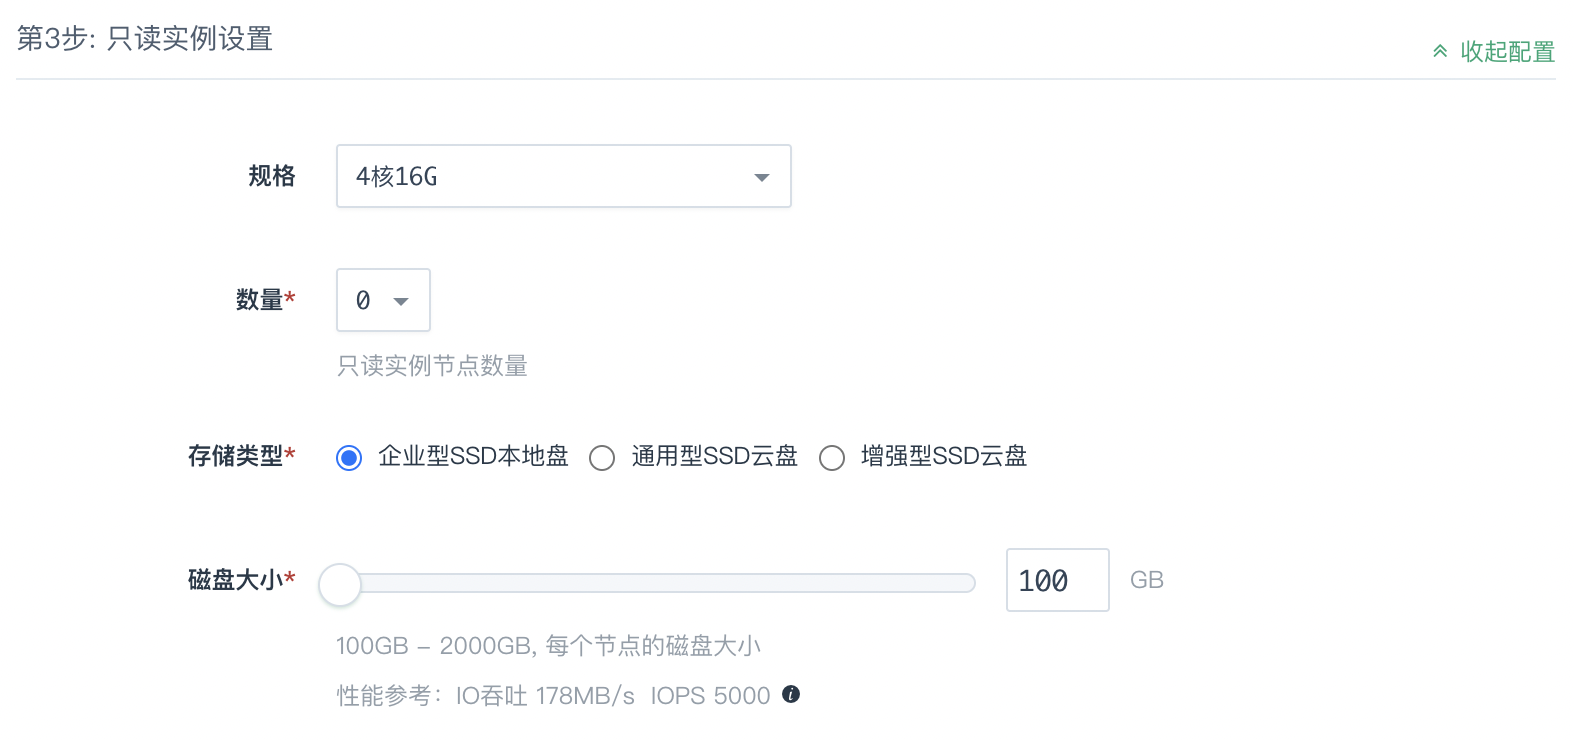 第3步: 只读实例设置
收起配置
规格 4核16G
数量* 0
只读实例节点数量
存储类型* 企业型SSD本地盘 通用型SSD云盘 增强型SSD云盘
磁盘大小* 100 GB
100GB – 2000GB, 每个节点的磁盘大小
性能参考：IO吞吐 178MB/s IOPS 5000